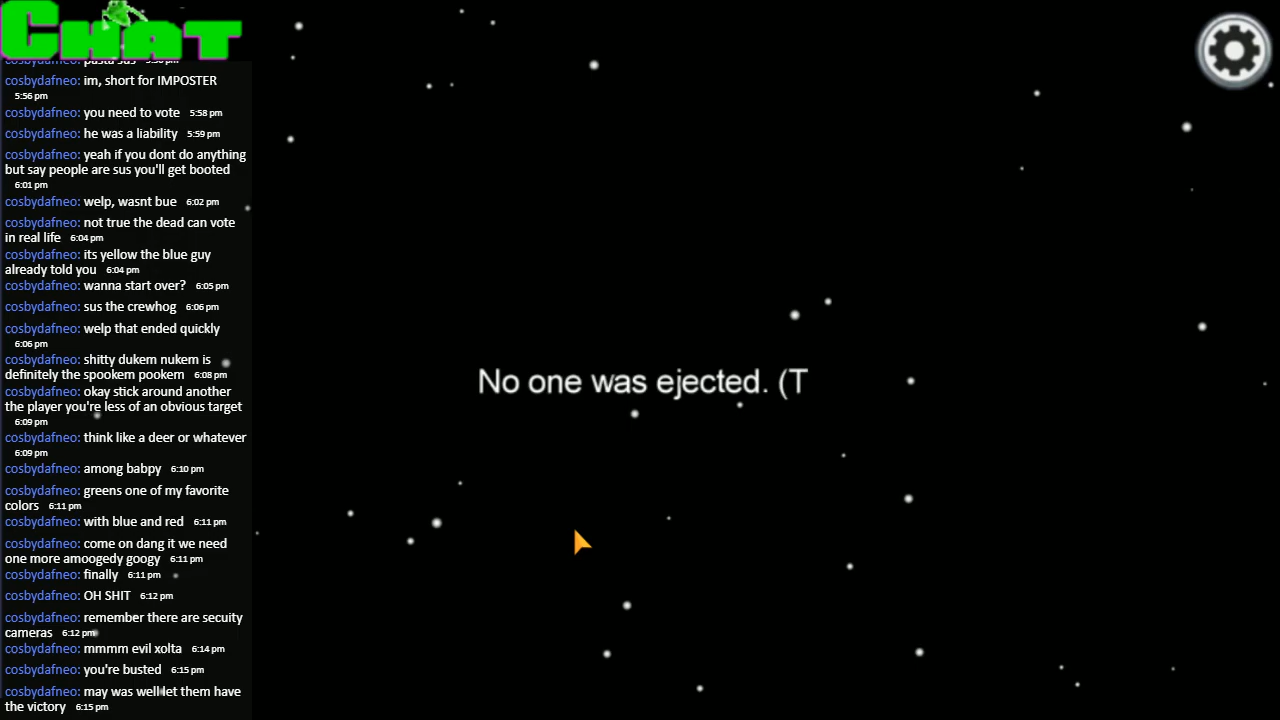 CHAT
pasta sus 5:56 pm
cosbydafneo: im, short for IMPOSTER
5:56 pm
cosbydafneo: you need to vote 5:58 pm
cosbydafneo: he was a liability 5:59 pm
cosbydafneo: yeah if you dont do anything
but say people are sus you'll get booted
6:01 pm
cosbydafneo: welp, wasnt bue 6:02 pm
cosbydafneo: not true the dead can vote
in real life 6:04 pm
cosbydafneo: its yellow the blue guy
already told you 6:04 pm
cosbydafneo: wanna start over? 6:05 pm
cosbydafneo: sus the crewhog 6:06 pm
cosbydafneo: welp that ended quickly
6:06 pm
cosbydafneo: shitty dukem nukem is
definitely the spookem pookem 6:08 pm
cosbydafneo: okay stick around another
the player you're less of an obvious target
6:09 pm
cosbydafneo: think like a deer or whatever
6:09 pm
cosbydafneo: among babpy 6:10 pm
cosbydafneo: greens one of my favorite
colors 6:11 pm
cosbydafneo: with blue and red 6:11 pm
cosbydafneo: come on dang it we need
one more amoogedy googy 6:11 pm
cosbydafneo: finally 6:11 pm
cosbydafneo: OH SHIT 6:12 pm
cosbydafneo: remember there are secuity
cameras 6:12 pm
cosbydafneo: mmmm evil xolta 6:14 pm
cosbydafneo: you're busted 6:15 pm
cosbydafneo: may was well let them have
the victory 6:15 pm
No one was ejected. (T